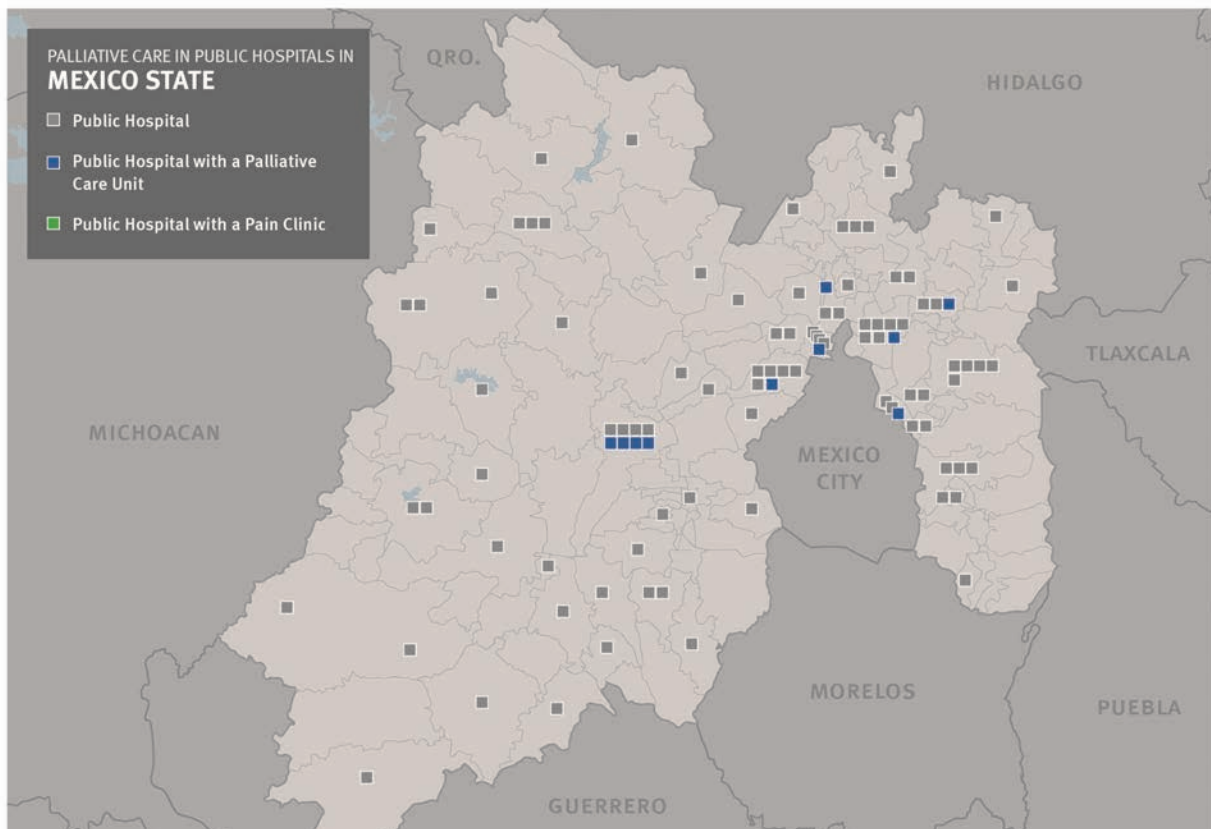 PALLIATIVE CARE IN PUBLIC HOSPITALS IN
MEXICO STATE
Public Hospital
Public Hospital with a Palliative
Care Unit
Public Hospital with a Pain Clinic
QRO.
HIDALGO
TLAXCALA
MICHOACAN
MEXICO
CITY
MORELOS
PUEBLA
GUERRERO